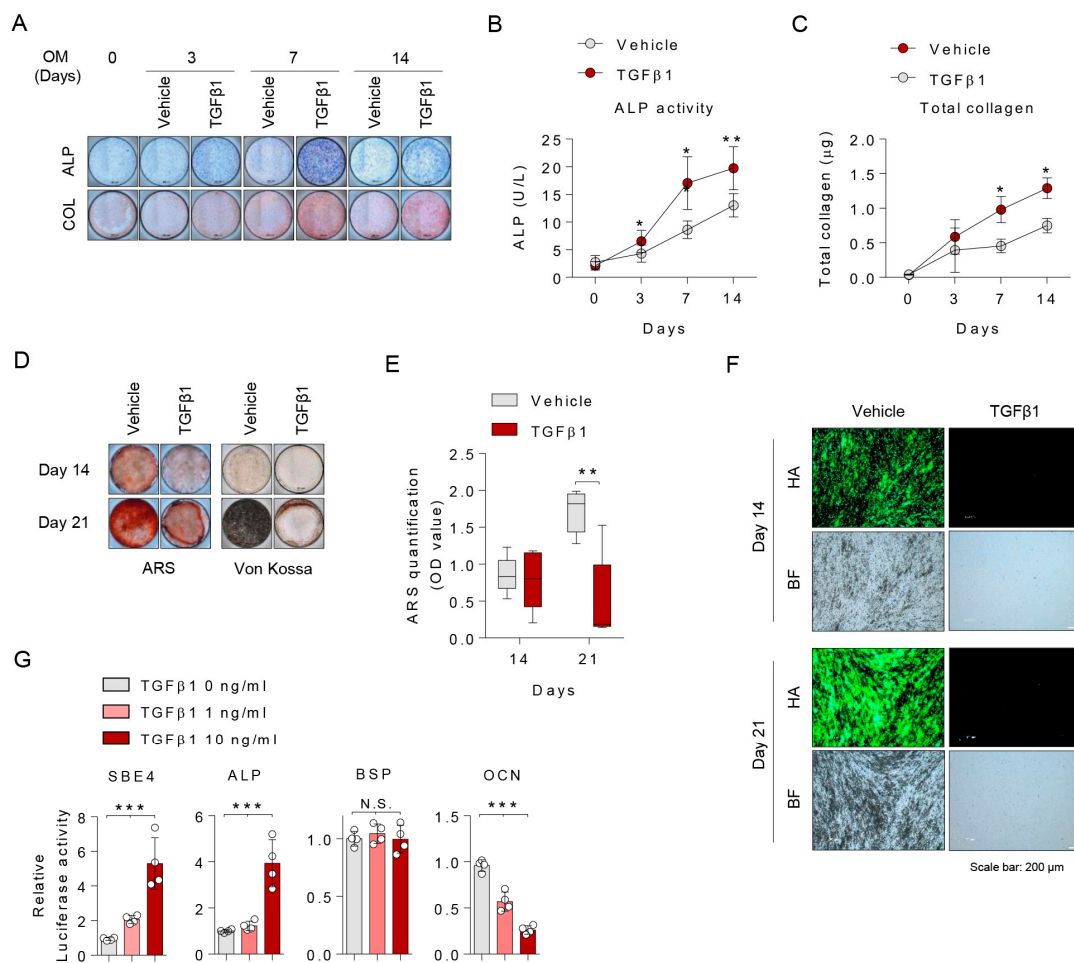 A
OM
(Days)
0
3
7
14
Vehicle
TGFβ1
Vehicle
TGFβ1
Vehicle
TGFβ1
ALP
COL
B
Vehicle
TGFβ1
ALP activity
ALP (U/L)
25
20
15
10
5
0
*
*
*
**
0
3
7
14
Days
C
Vehicle
TGFβ1
Total collagen
Total collagen (μg)
2.0
1.5
1.0
0.5
0.0
*
*
0
3
7
14
Days
D
Vehicle
TGFβ1
Vehicle
TGFβ1
Day 14
Day 21
ARS
Von Kossa
E
Vehicle
TGFβ1
ARS quantification
(OD value)
2.5
2.0
1.5
1.0
0.5
0.0
**
14
21
Days
F
Vehicle
TGFβ1
Day 14
HA
BF
Day 21
HA
BF
Scale bar: 200 μm
G
TGFβ1 0 ng/ml
TGFβ1 1 ng/ml
TGFβ1 10 ng/ml
Relative
Luciferase activity
SBE4
***
8
6
4
2
0
ALP
***
6
4
2
0
BSP
N.S.
1.0
0.5
0.0
OCN
***
1.5
1.0
0.5
0.0